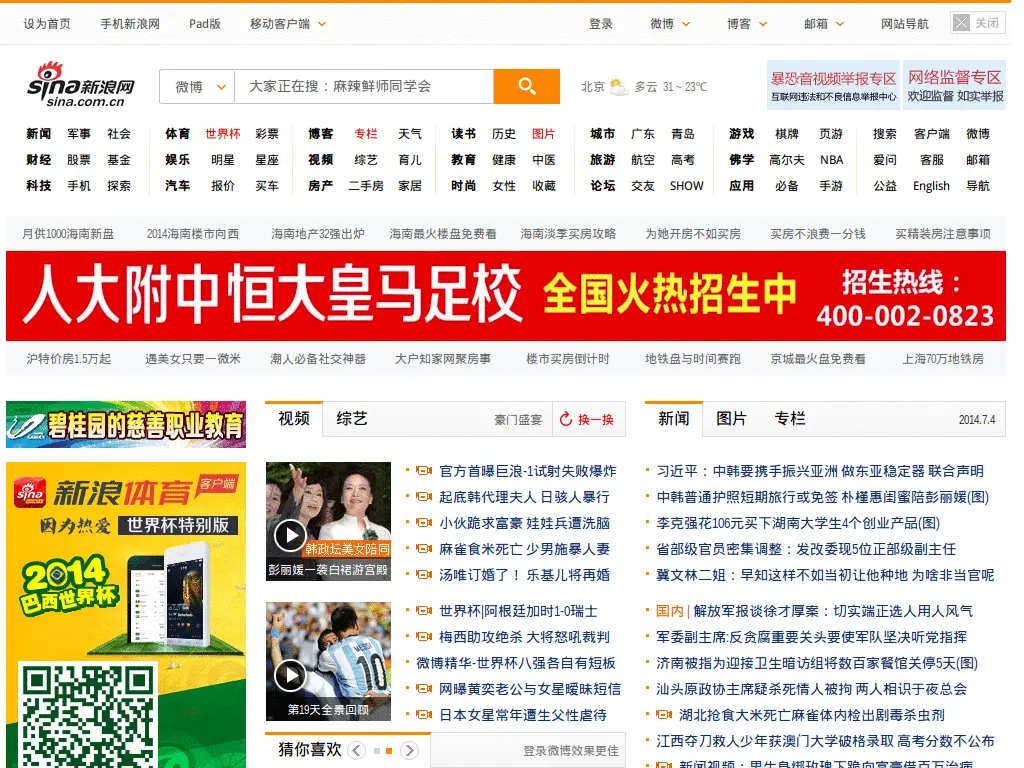 设为首页 手机新浪网 Pad版 移动客户端 登录 微博 博客 邮箱 网站导航 关闭
sina新浪网
sina.com.cn
微博 大家正在搜：麻辣鲜师同学会
北京 多云 31～23℃
暴恐音视频举报专区
互联网违法和不良信息举报中心
网络监督专区
欢迎监督 如实举报
新闻 军事 社会 体育 世界杯 彩票 博客 专栏 天气 读书 历史 图片 城市 广东 青岛 游戏 棋牌 页游 搜索 客户端 微博
财经 股票 基金 娱乐 明星 星座 视频 综艺 育儿 教育 健康 中医 旅游 航空 高考 佛学 高尔夫 NBA 爱问 客服 邮箱
科技 手机 探索 汽车 报价 买车 房产 二手房 家居 时尚 女性 收藏 论坛 交友 SHOW 应用 必备 手游 公益 English 导航
月供1000海南新盘 2014海南楼市向西 海南地产32强出炉 海南最火楼盘免费看 海南淡季买房攻略 为她开房不如买房 买房不浪费一分钱 买精装房注意事项
人大附中恒大皇马足校 全国火热招生中 招生热线：
400-002-0823
沪特价房1.5万起 遇美女只要一微米 潮人必备社交神器 大户知家网聚房事 楼市买房倒计时 地铁盘与时间赛跑 京城最火盘免费看 上海70万地铁房
碧桂园的慈善职业教育
sina 新浪体育 客户端
因为热爱 世界杯特别版
2014
巴西世界杯
视频 综艺 豪门盛宴 换一换
韩政坛美女陪同
彭丽媛一袭白裙游宫殿
官方首曝巨浪-1试射失败爆炸
起底韩代理夫人 日孩人暴行
小伙跪求富豪 娃娃兵遭洗脑
麻雀食米死亡 少男施暴人妻
汤唯订婚了！乐基儿将再婚
MESSI
10
第19天全景回顾
世界杯|阿根廷加时1-0瑞士
梅西助攻绝杀 大将怒吼裁判
微博精华-世界杯八强各自有短板
网曝黄奕老公与女星暧昧短信
日本女星常年遭生父性虐待
猜你喜欢 登录微博效果更佳
新闻 图片 专栏 2014.7.4
习近平：中韩要携手振兴亚洲 做东亚稳定器 联合声明
中韩普通护照短期旅行或免签 朴槿惠闺蜜陪彭丽媛(图)
李克强花106元买下湖南大学生4个创业产品(图)
省部级官员密集调整：发改委现5位正部级副主任
冀文林二姐：早知这样不如当初让他种地 为啥非当官呢
国内 | 解放军报谈徐才厚案：切实端正选人用人风气
军委副主席:反贪腐重要关头要使军队坚决听党指挥
济南被指为迎接卫生暗访组将数百家餐馆关停5天(图)
汕头原政协主席疑杀死情人被拘 两人相识于夜总会
湖北抢食大米死亡麻雀体内检出剧毒杀虫剂
江西夺刀救人少年获澳门大学破格录取 高考分数不公布